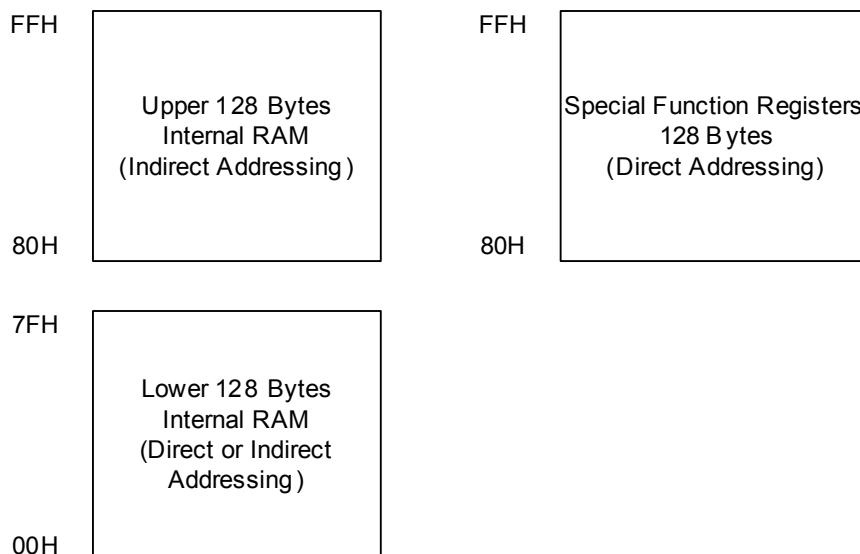 FFH
Upper 128 Bytes
Internal RAM
(Indirect Addressing)
80H
FFH
Special Function Registers
128 Bytes
(Direct Addressing)
80H
7FH
Lower 128 Bytes
Internal RAM
(Direct or Indirect
Addressing)
00H